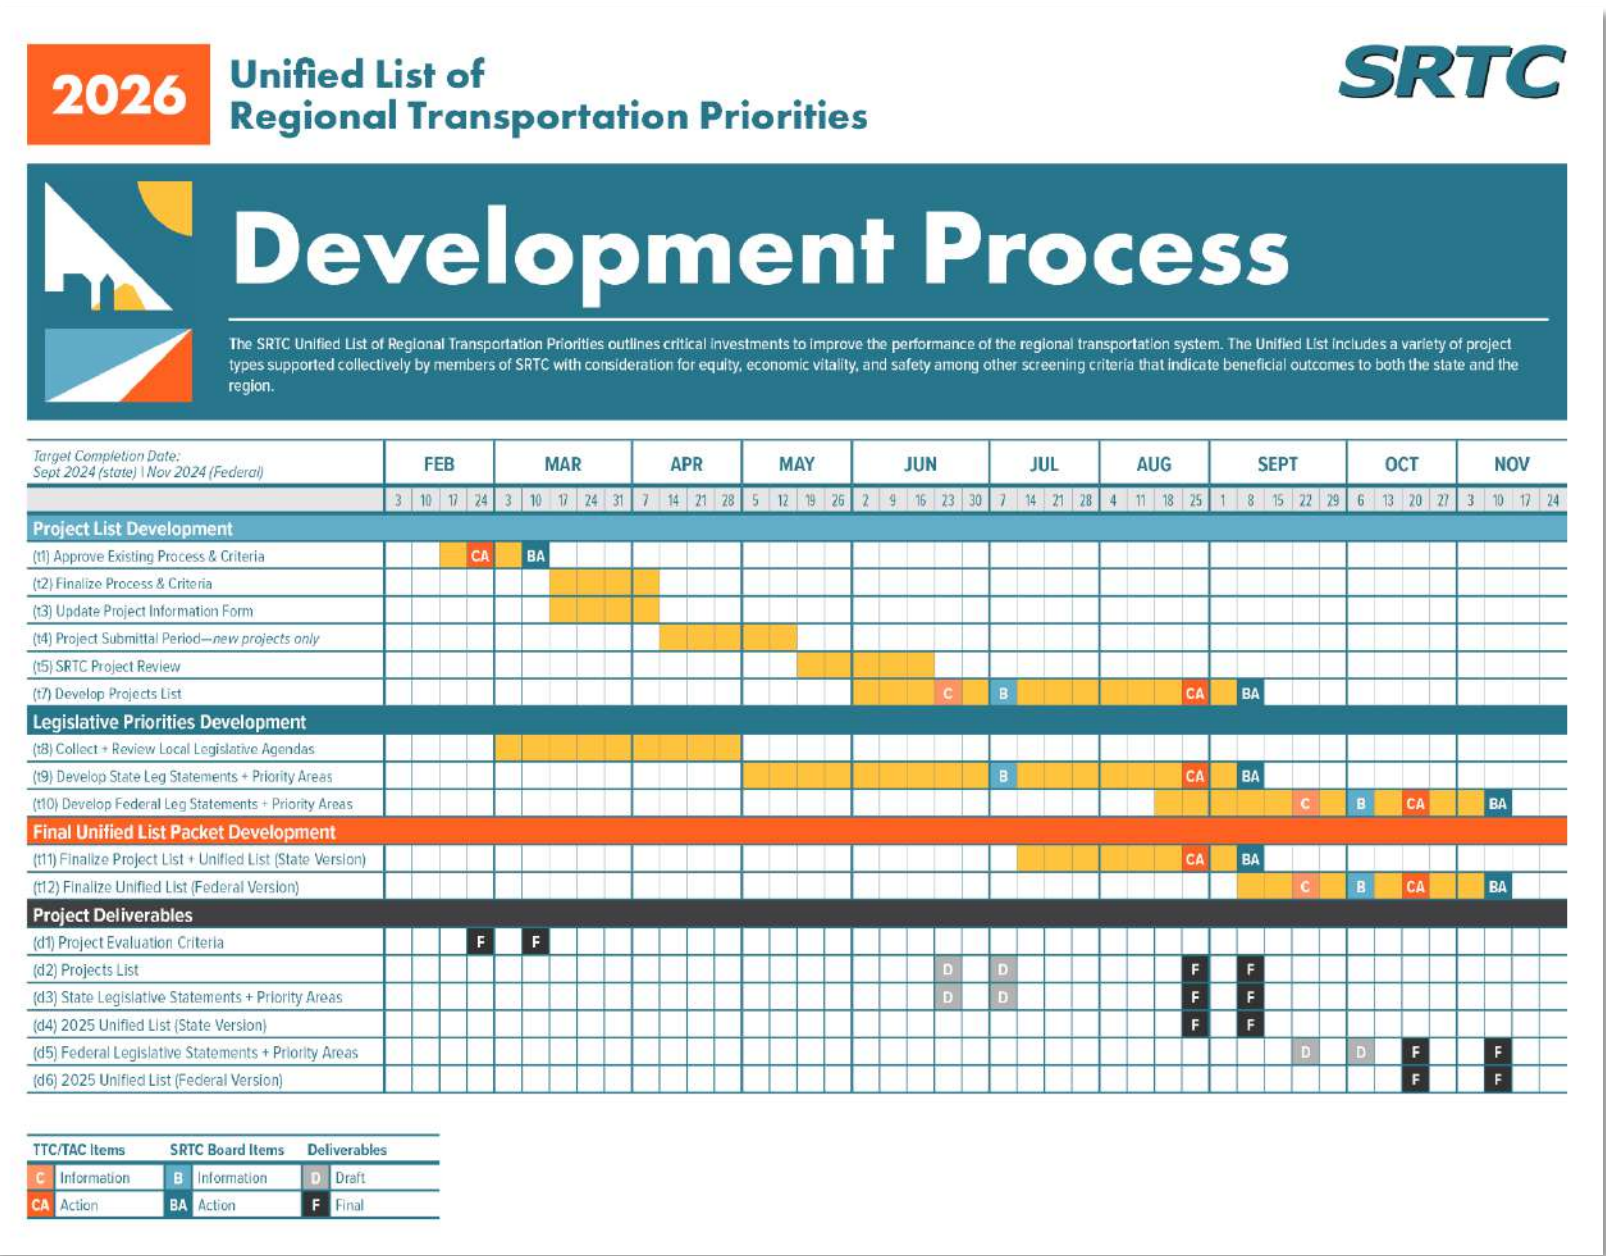 2026
Unified List of
Regional Transportation Priorities
SRTC
Development Process
The SRTC Unified List of Regional Transportation Priorities outlines critical investments to improve the performance of the regional transportation system. The Unified List includes a variety of project
types supported collectively by members of SRTC with consideration for equity, economic vitality, and safety among other screening criteria that indicate beneficial outcomes to both the state and the
region.
Target Completion Date:
Sept 2024 (state) | Nov 2024 (Federal)
FEB MAR APR MAY JUN JUL AUG SEPT OCT NOV
3 10 17 24 3 10 17 24 31 7 14 21 28 5 12 19 26 2 9 16 23 30 7 14 21 28 4 11 18 25 1 8 15 22 29 6 13 20 27 3 10 17 24
Project List Development
(t1) Approve Existing Process & Criteria CA BA
(t2) Finalize Process & Criteria
(t3) Update Project Information Form
(t4) Project Submittal Period—new projects only
(t5) SRTC Project Review
(t7) Develop Projects List C B CA BA
Legislative Priorities Development
(t8) Collect + Review Local Legislative Agendas
(t9) Develop State Leg Statements + Priority Areas B CA BA
(t10) Develop Federal Leg Statements + Priority Areas C B CA BA
Final Unified List Packet Development
(t11) Finalize Project List + Unified List (State Version) CA BA
(t12) Finalize Unified List (Federal Version) C B CA BA
Project Deliverables
(d1) Project Evaluation Criteria F F
(d2) Projects List D D F F
(d3) State Legislative Statements + Priority Areas D D F F
(d4) 2025 Unified List (State Version) F F
(d5) Federal Legislative Statements + Priority Areas D D F F
(d6) 2025 Unified List (Federal Version) F F
TTC/TAC Items SRTC Board Items Deliverables
C Information B Information D Draft
CA Action BA Action F Final